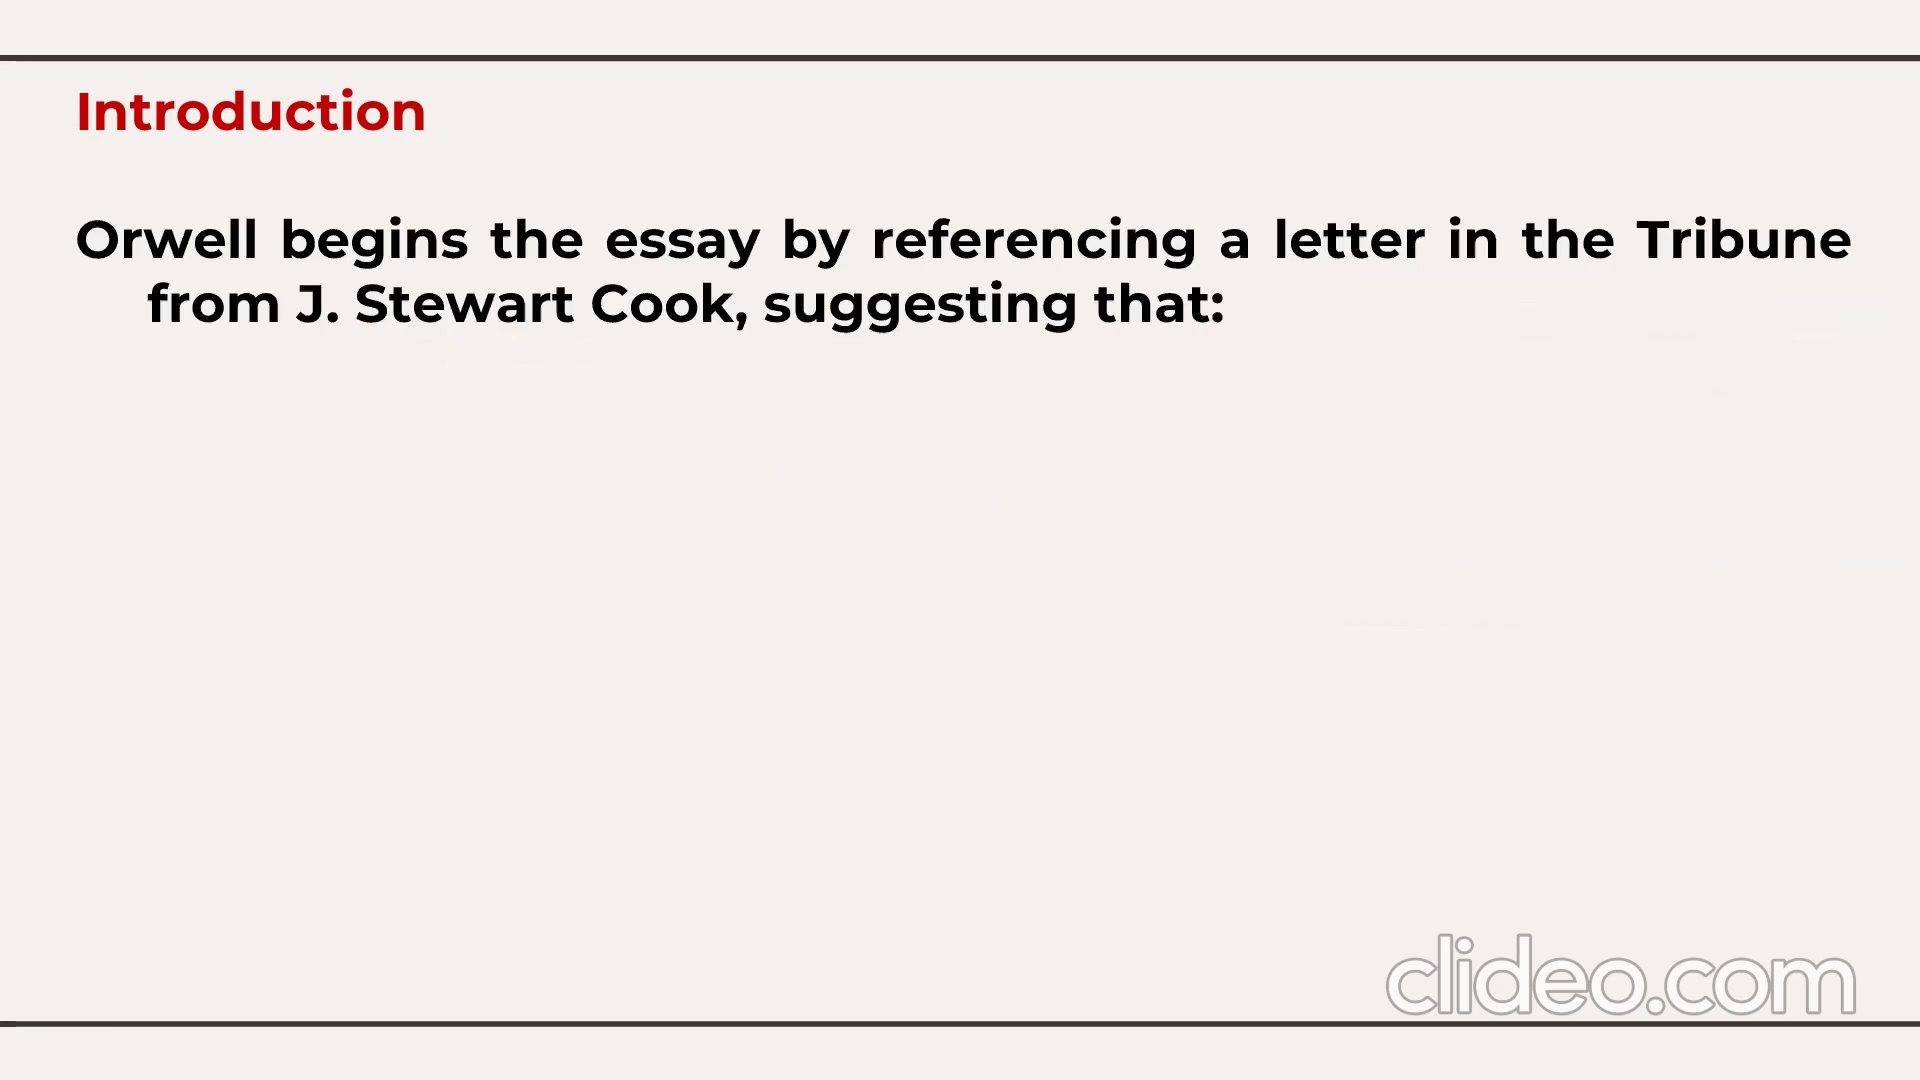 Introduction
Orwell begins the essay by referencing a letter in the Tribune
from J. Stewart Cook, suggesting that:
clideo.com